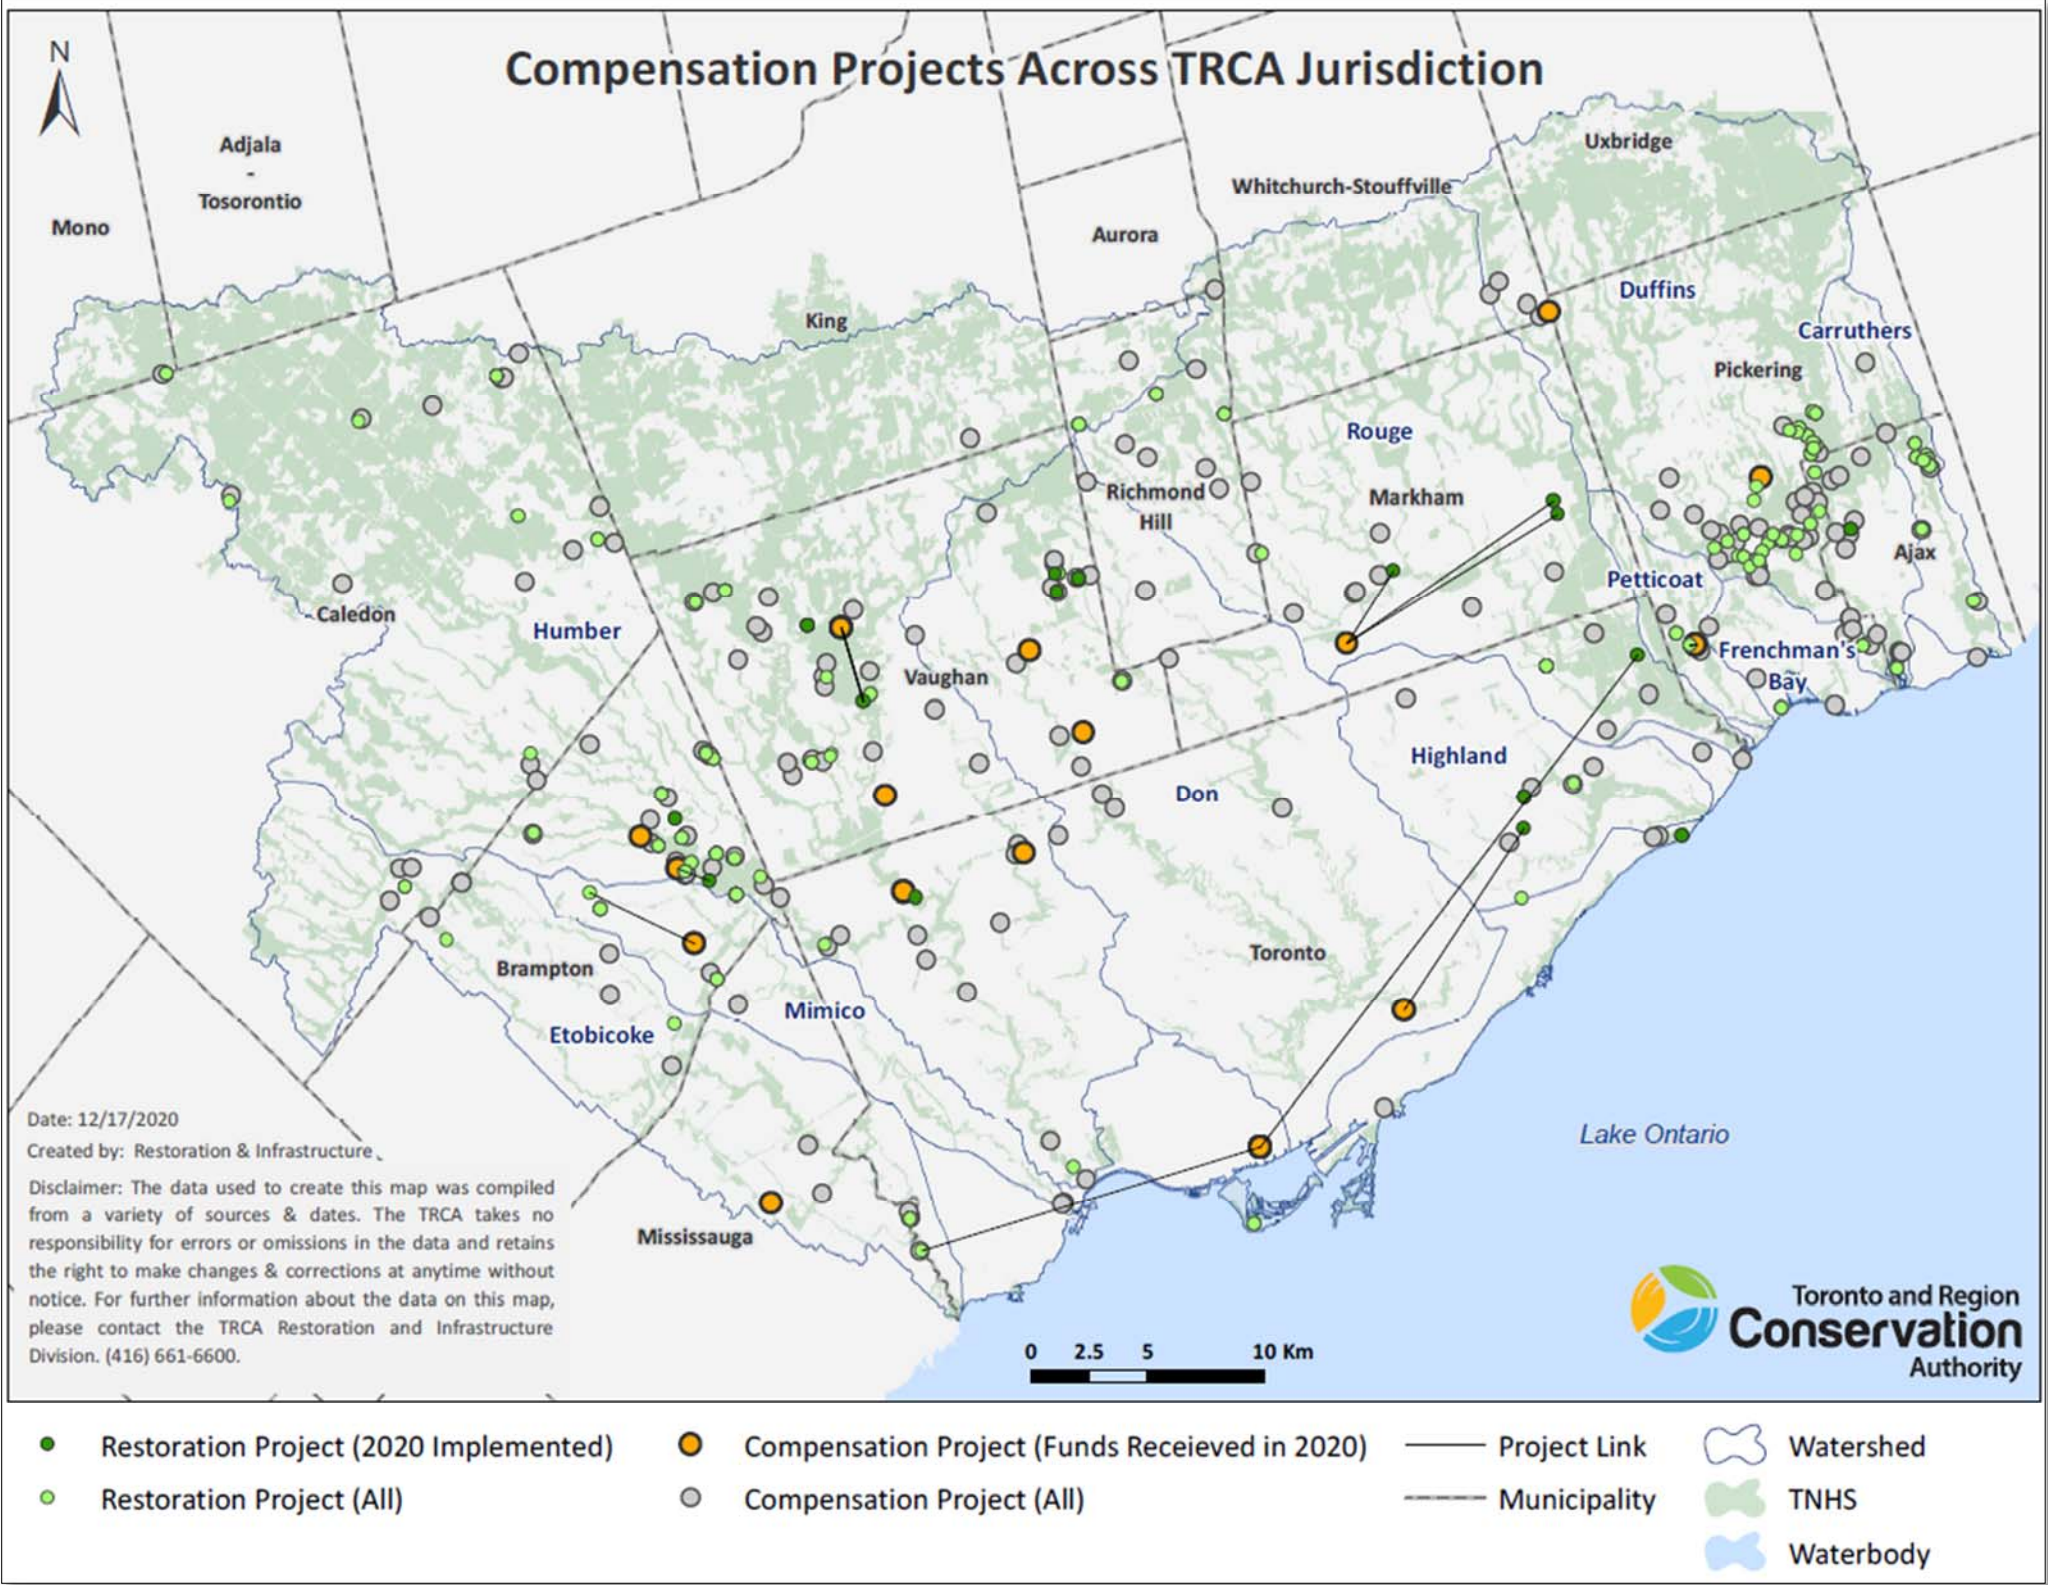 Compensation Projects Across TRCA Jurisdiction
N
Adjala
-
Tosorontio
Mono
Uxbridge
Whitchurch-Stouffville
Aurora
Duffins
King
Carruthers
Pickering
Rouge
Richmond
Hill
Markham
Ajax
Petticoat
Caledon
Humber
Frenchman's
Bay
Vaughan
Highland
Don
Toronto
Brampton
Mimico
Etobicoke
Date: 12/17/2020
Created by: Restoration & Infrastructure
Lake Ontario
Disclaimer: The data used to create this map was compiled
from a variety of sources & dates. The TRCA takes no
responsibility for errors or omissions in the data and retains
the right to make changes & corrections at anytime without
notice. For further information about the data on this map,
please contact the TRCA Restoration and Infrastructure
Division. (416) 661-6600.
Mississauga
Toronto and Region
Conservation
Authority
0 2.5 5 10 Km
Restoration Project (2020 Implemented)
Compensation Project (Funds Receieved in 2020)
Project Link
Watershed
Restoration Project (All)
Compensation Project (All)
Municipality
TNHS
Waterbody